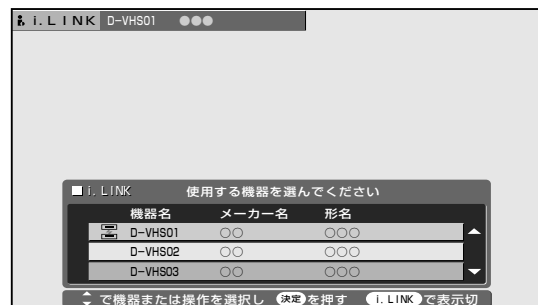 i.LINK D-VHS01 ●●●
i.LINK 使用する機器を選んでください
機器名 メーカー名 形名
D-VHS01 ○○ ○○○
D-VHS02 ○○ ○○○
D-VHS03 ○○ ○○○
で機器または操作を選択し 決定 を押す i.LINK で表示切